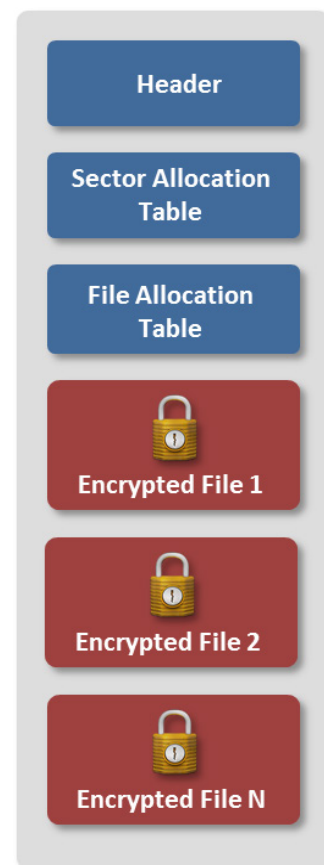 Header
Sector Allocation
Table
File Allocation
Table
Encrypted File 1
Encrypted File 2
Encrypted File N